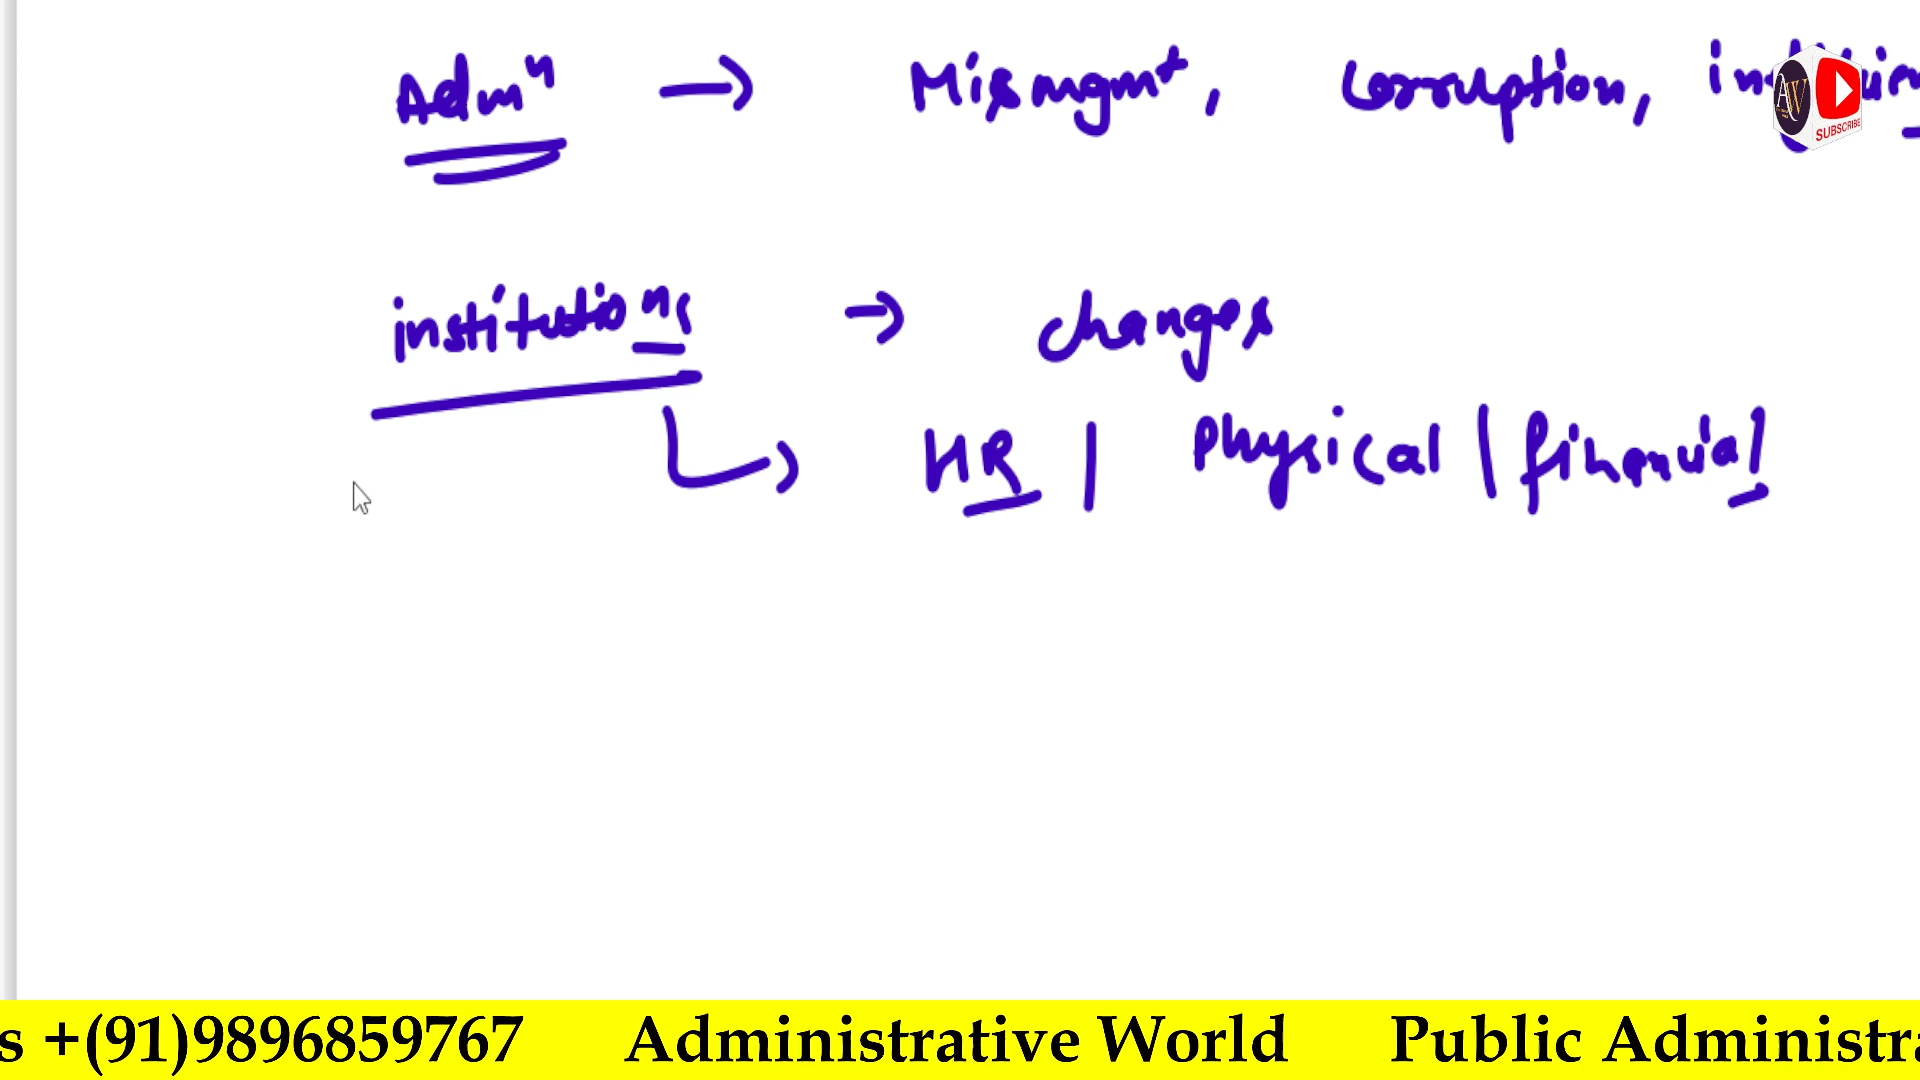 Admⁿ → Mismgmt, Corruption,
institutions → changes
HR | Physical | financial
SUBSCRIBE
s +(91)9896859767 Administrative World Public Administra